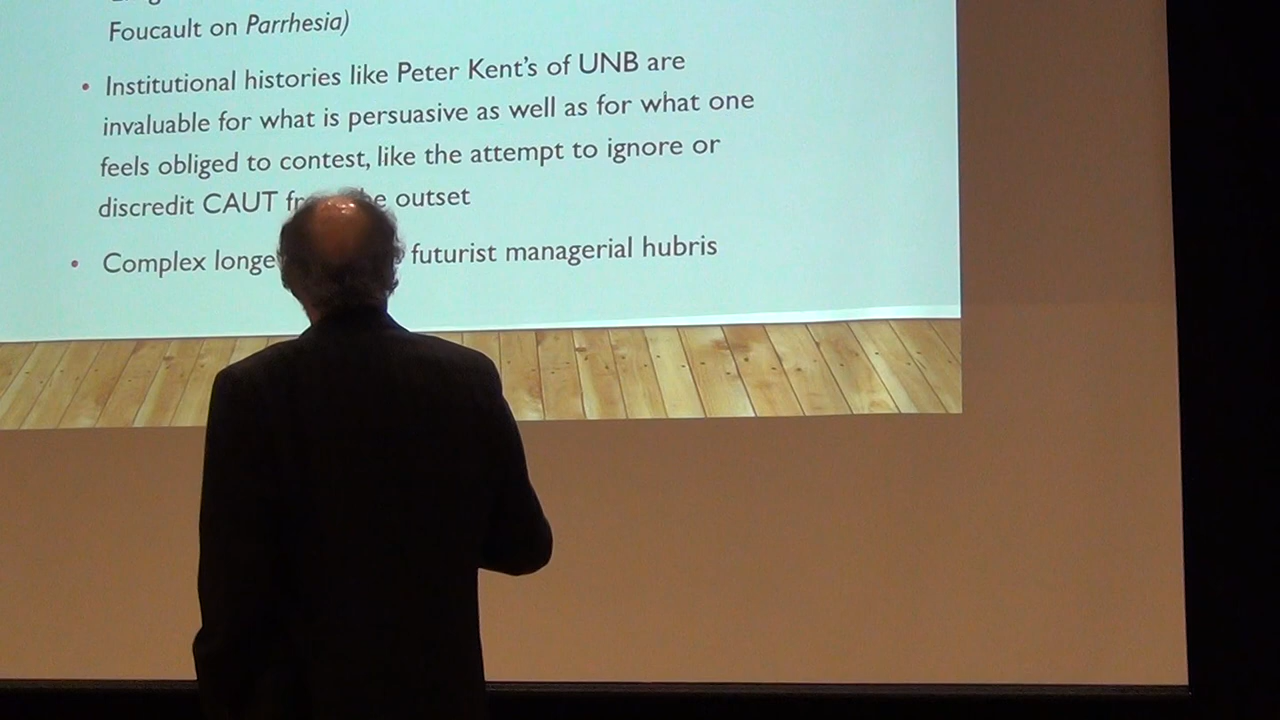 Foucault on Parrhesia)
• Institutional histories like Peter Kent's of UNB are
invaluable for what is persuasive as well as for what one
feels obliged to contest, like the attempt to ignore or
discredit CAUT outset
• Complex futurist managerial hubris